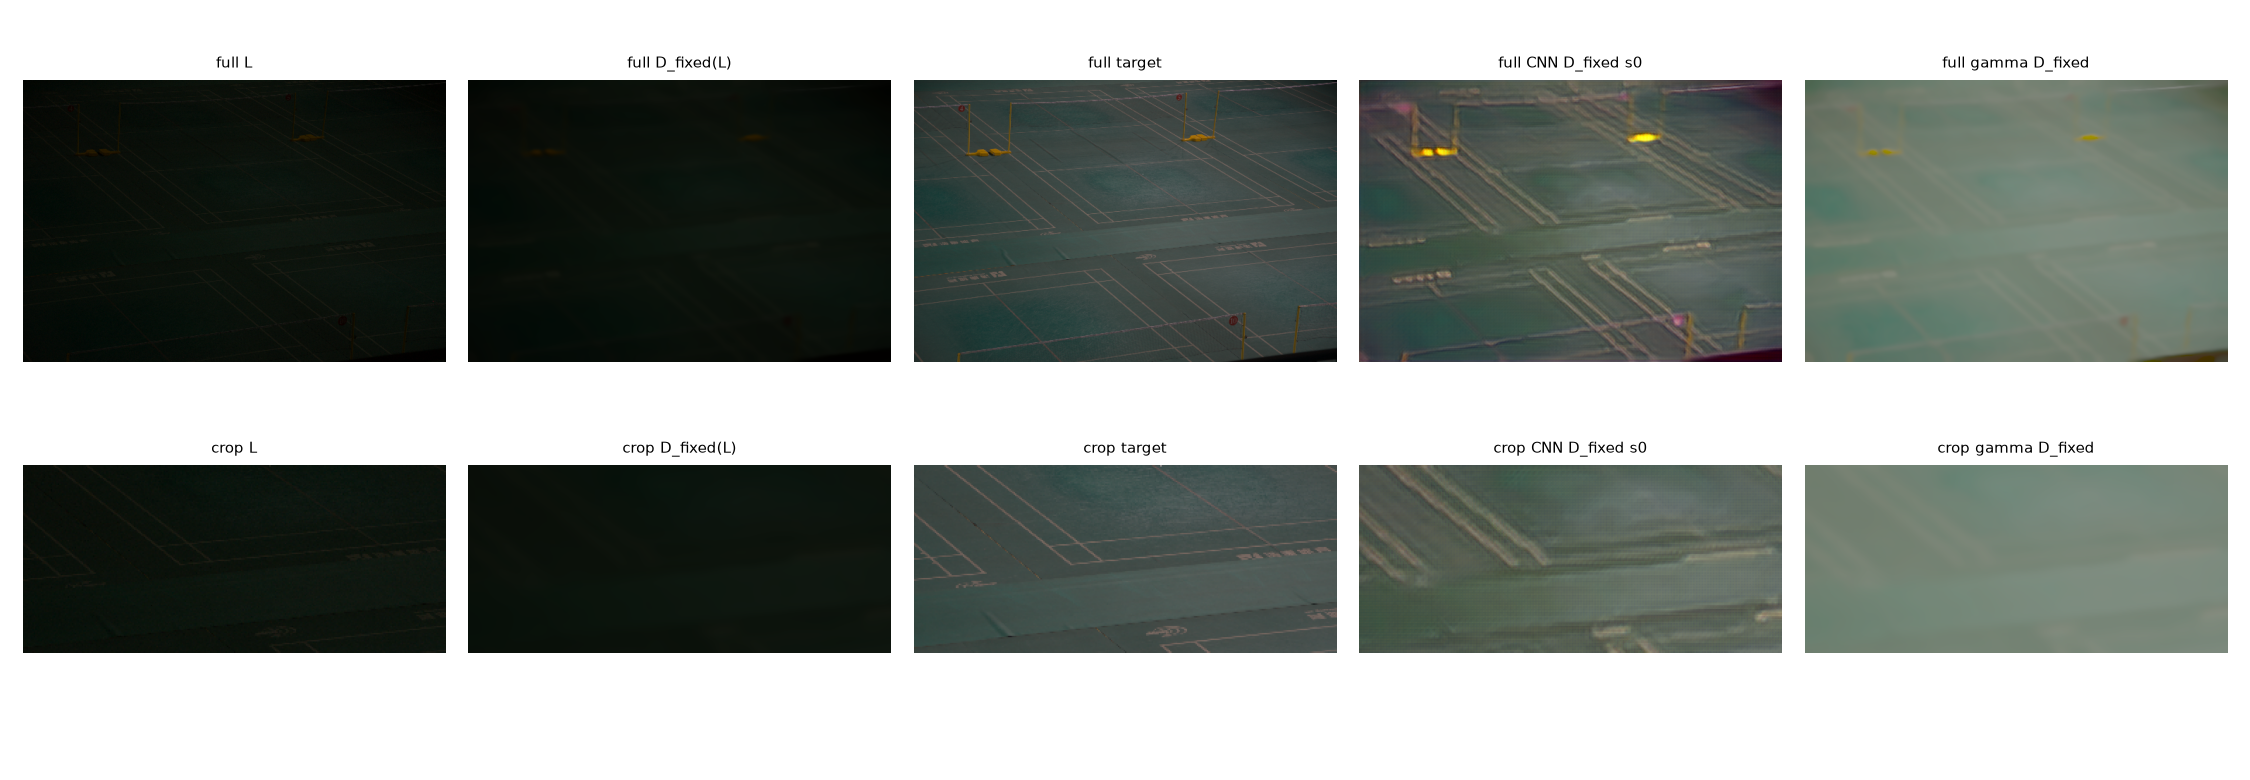 full L
full D_fixed(L)
full target
full CNN D_fixed s0
full gamma D_fixed
crop L
crop D_fixed(L)
crop target
crop CNN D_fixed s0
crop gamma D_fixed